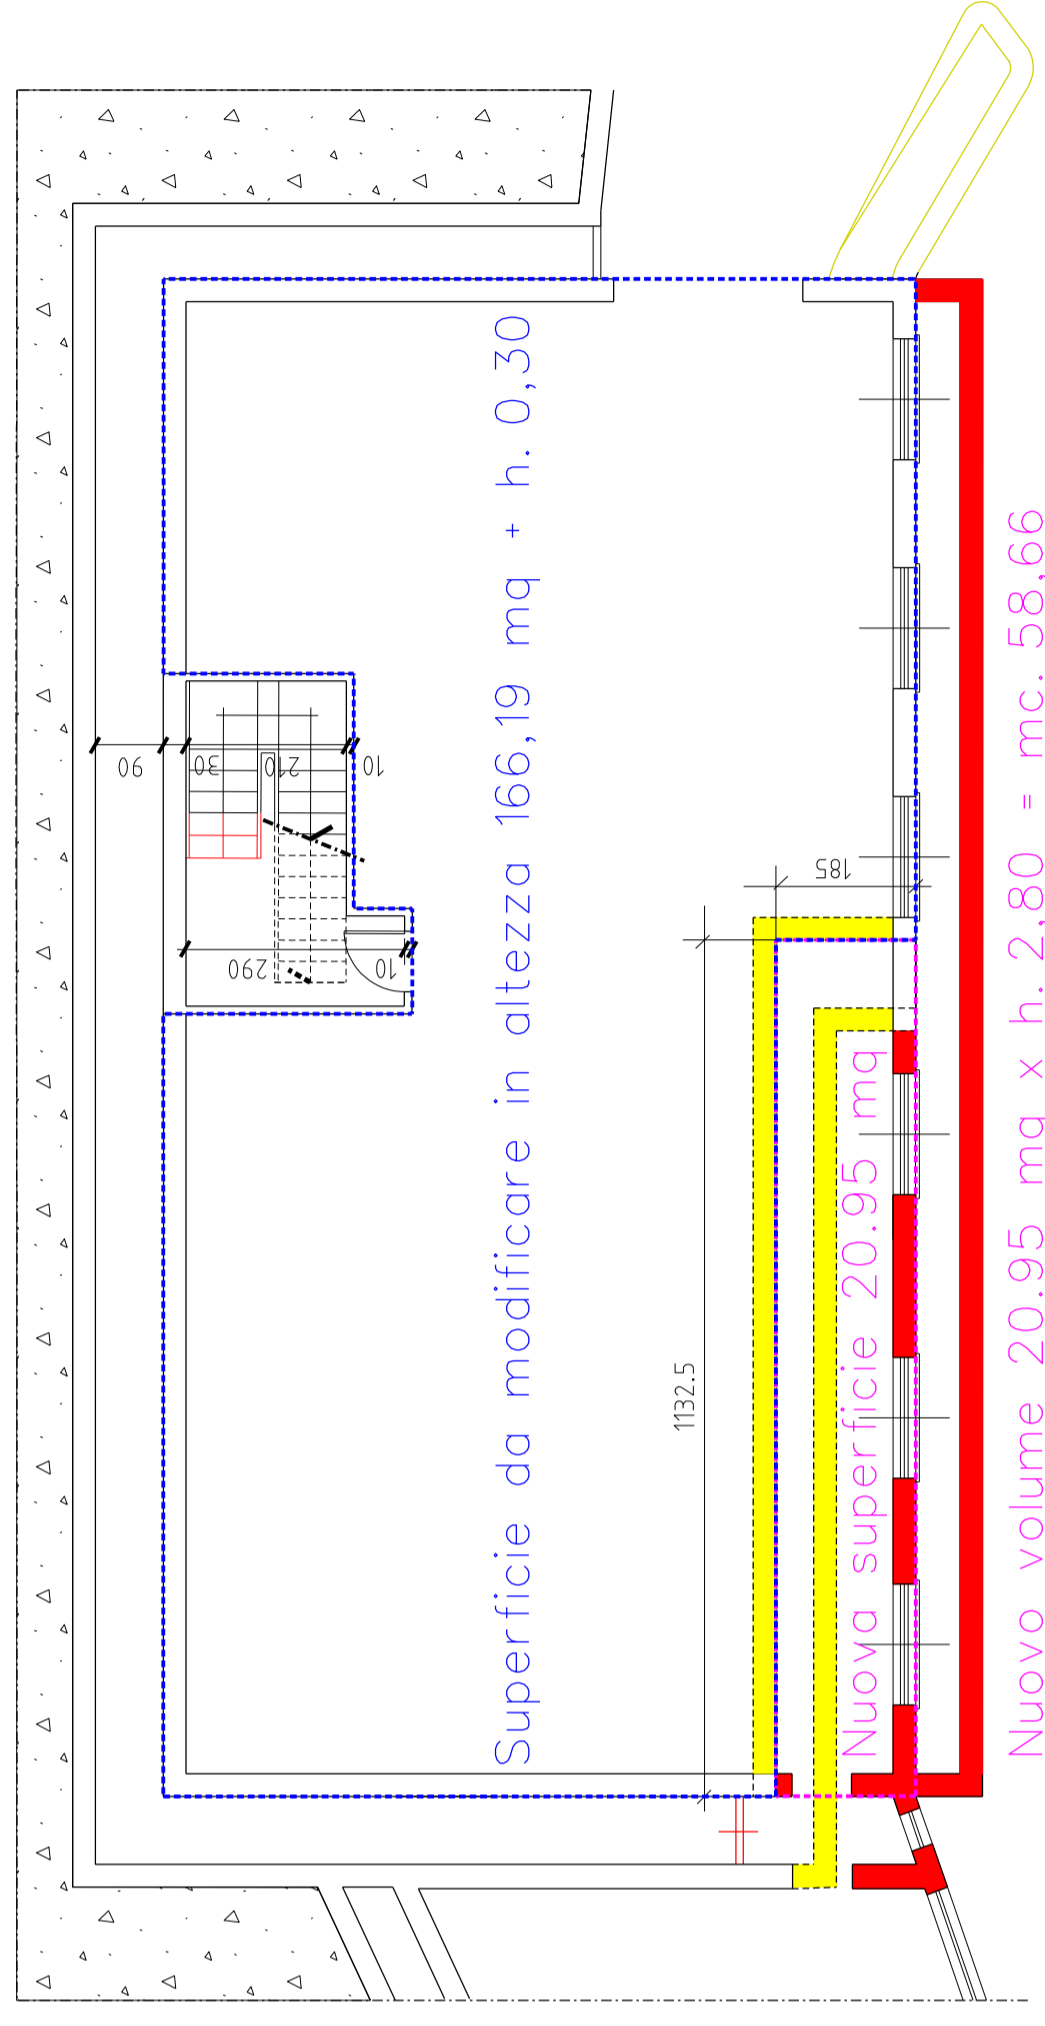 Superficie da modificare in altezza 166,19 mq + h. 0,30
Nuova superficie 20.95 mq
Nuovo volume 20.95 mq x h. 2,80 = mc. 58,66
90
30
210
10
290
10
185
1132.5